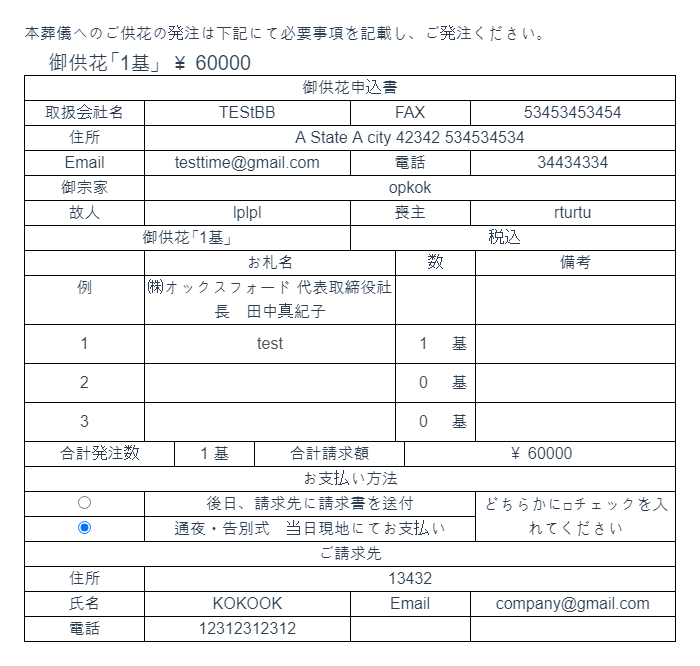 本葬儀へのご供花の発注は下記にて必要事項を記載し、ご発注ください。
御供花｢1基」 ¥ 60000
御供花申込書
取扱会社名 TEStBB FAX 53453453454
住所 A State A city 42342 534534534
Email testtime@gmail.com 電話 34434334
御宗家 opkok
故人 lplpl 喪主 rturtu
御供花｢1基」 税込
お札名 数 備考
例 ㈱オックスフォード 代表取締役社
長　田中真紀子
1 test 1 基
2 0 基
3 0 基
合計発注数 1 基 合計請求額 ¥ 60000
お支払い方法
後日、請求先に請求書を送付 どちらかに□チェックを入
通夜・告別式　当日現地にてお支払い れてください
ご請求先
住所 13432
氏名 KOKOOK Email company@gmail.com
電話 12312312312